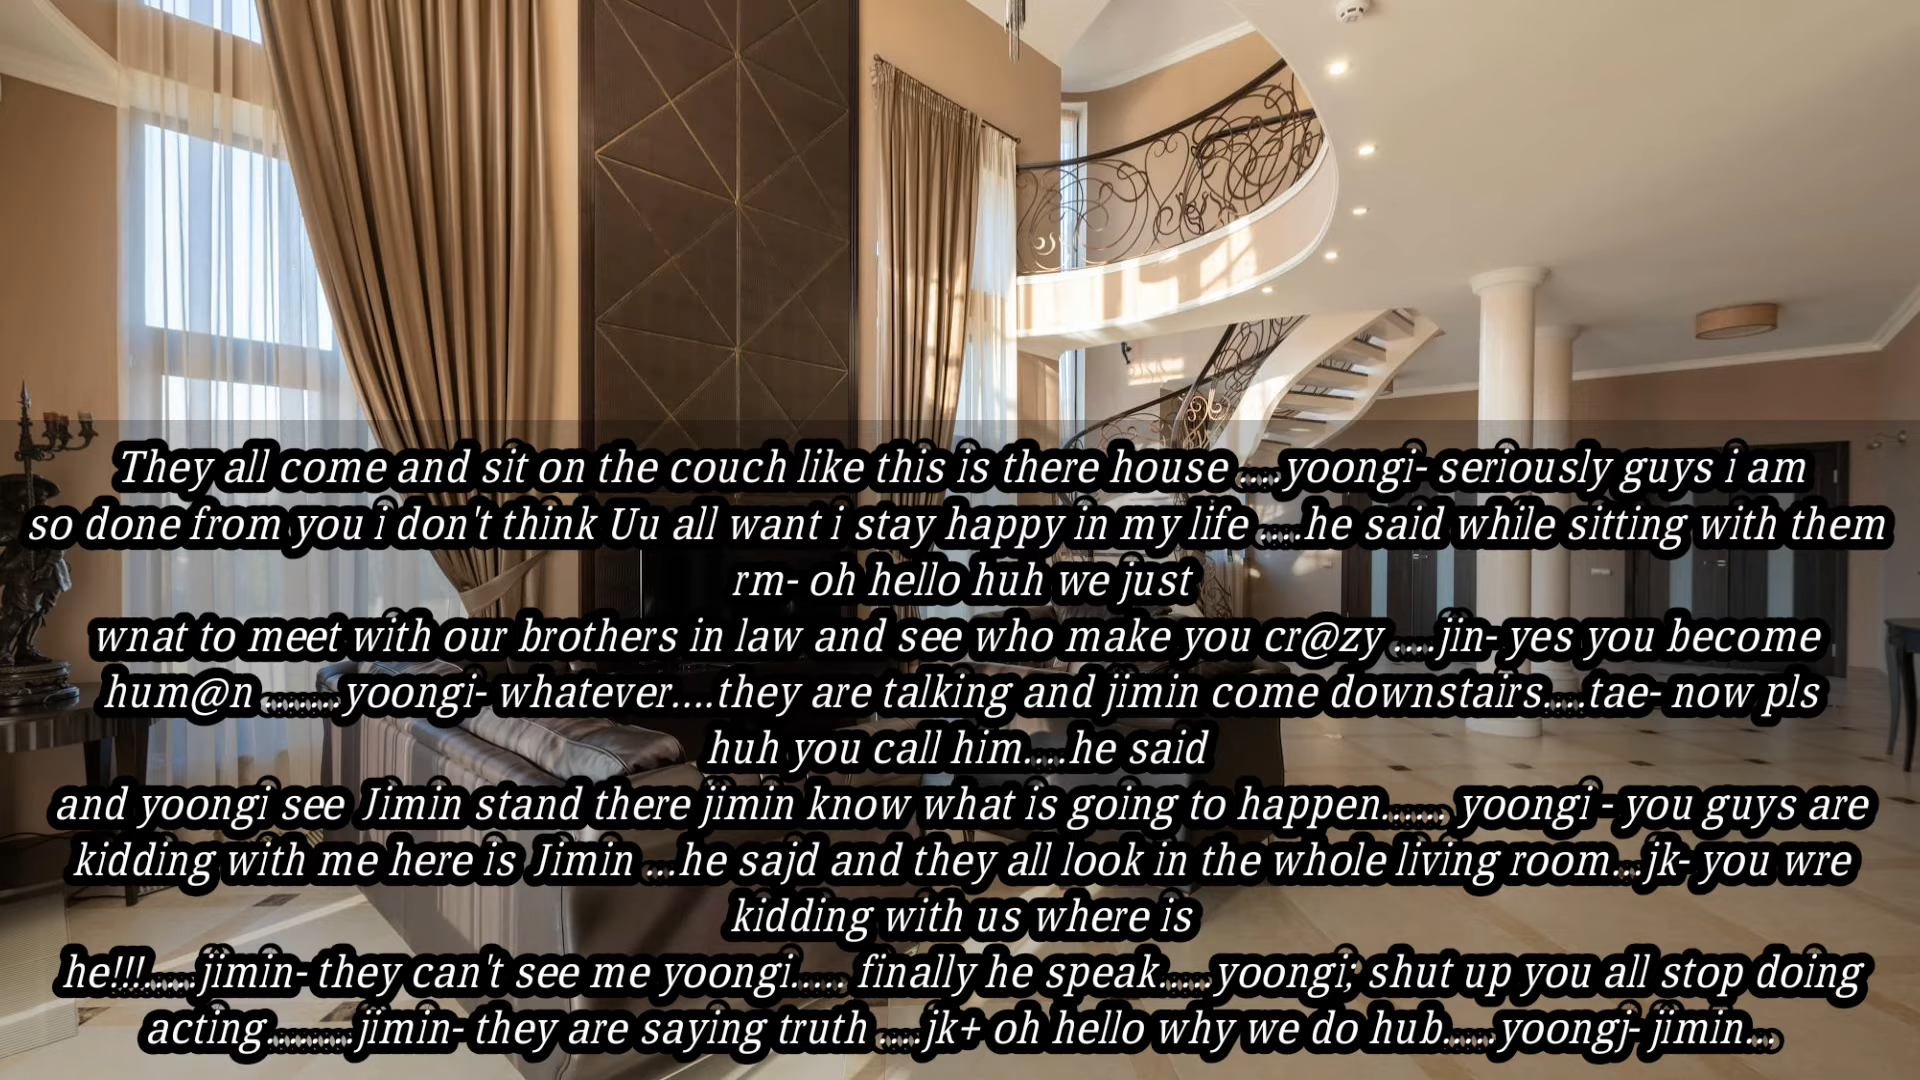 They all come and sit on the couch like this is there house .....yoongi- seriously guys i am
so done from you i don't think Uu all want i stay happy in my life .....he said while sitting with them
rm- oh hello huh we just
wnat to meet with our brothers in law and see who make you cr@zy .....jin- yes you become
hum@n .........yoongi- whatever....they are talking and jimin come downstairs.....tae- now pls
huh you call him.....he said
and yoongi see Jimin stand there jimin know what is going to happen....... yoongi - you guys are
kidding with me here is Jimin ....he sajd and they all look in the whole living room....jk- you wre
kidding with us where is
he!!!......jimin- they can't see me yoongi...... finally he speak......yoongi; shut up you all stop doing
acting..........jimin- they are saying truth .....jk+ oh hello why we do hub......yoongj- jimin...